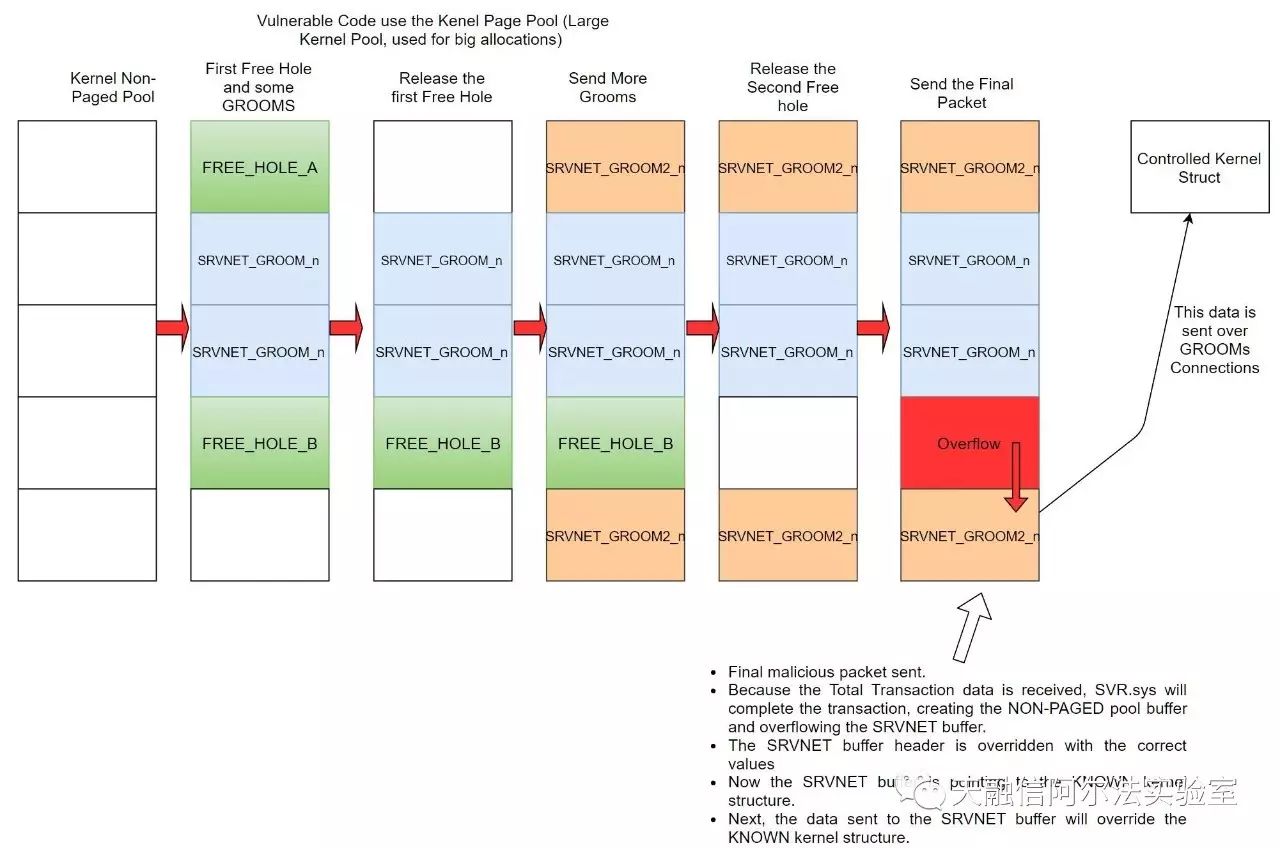 Vulnerable Code use the Kenel Page Pool (Large
Kernel Pool, used for big allocations)
Kernel Non-
Paged Pool
First Free Hole
and some
GROOMS
Release the
first Free Hole
Send More
Grooms
Release the
Second Free
hole
Send the Final
Packet
FREE_HOLE_A
SRVNET_GROOM2_n
SRVNET_GROOM2_n
SRVNET_GROOM2_n
Controlled Kernel
Struct
SRVNET_GROOM_n
SRVNET_GROOM_n
SRVNET_GROOM_n
SRVNET_GROOM_n
SRVNET_GROOM_n
SRVNET_GROOM_n
SRVNET_GROOM_n
SRVNET_GROOM_n
SRVNET_GROOM_n
SRVNET_GROOM_n
This data is
sent over
GROOMs
Connections
FREE_HOLE_B
FREE_HOLE_B
FREE_HOLE_B
Overflow
SRVNET_GROOM2_n
SRVNET_GROOM2_n
SRVNET_GROOM2_n
• Final malicious packet sent.
• Because the Total Transaction data is received, SVR.sys will
complete the transaction, creating the NON-PAGED pool buffer
and overflowing the SRVNET buffer.
• The SRVNET buffer header is overridden with the correct
values
• Now the SRVNET buffer is pointing to the KNOWN kernel
structure.
• Next, the data sent to the SRVNET buffer will override the
KNOWN kernel structure.
天融信阿尔法实验室